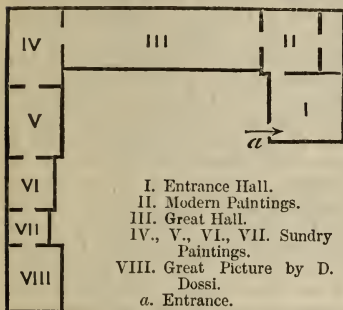 IV
III
II
V
I
a
VI
VII
VIII
I. Entrance Hall.
II. Modern Paintings.
III. Great Hall.
IV., V., VI., VII. Sundry
Paintings.
VIII. Great Picture by D.
Dossi.
a. Entrance.